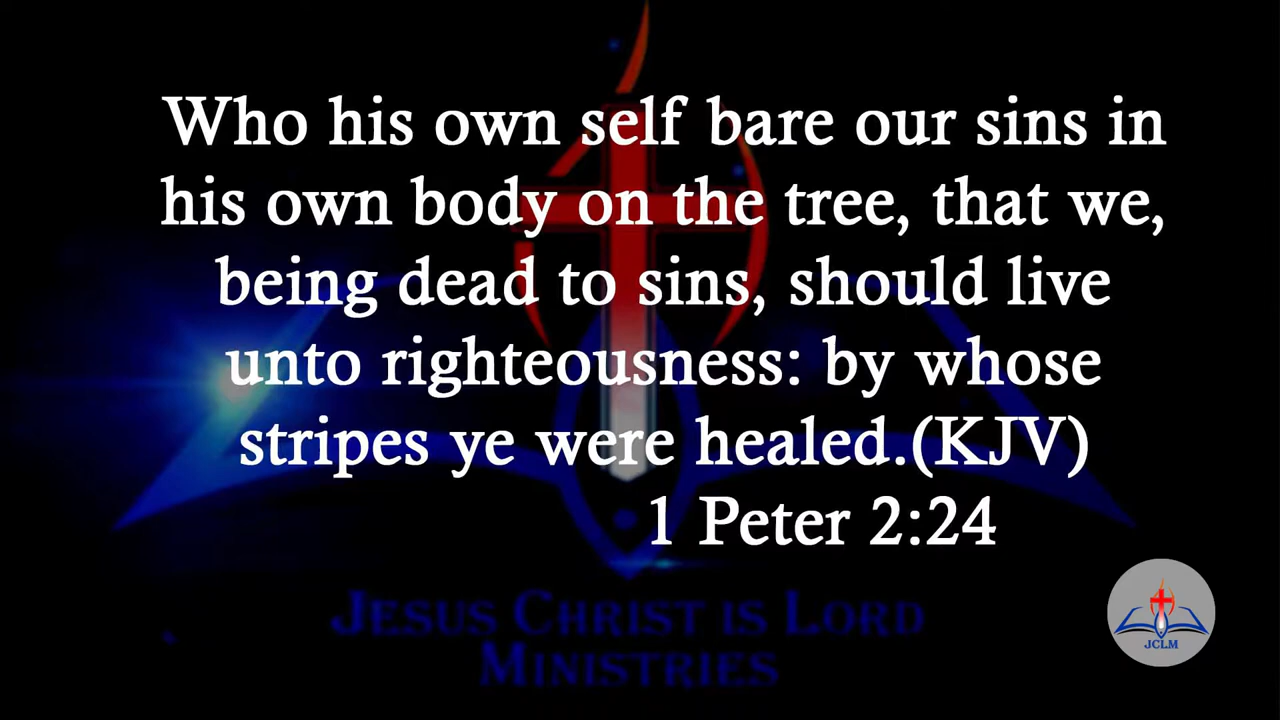 Who his own self bare our sins in
his own body on the tree, that we,
being dead to sins, should live
unto righteousness: by whose
stripes ye were healed.(KJV)
1 Peter 2:24
JESUS CHRIST IS LORD
MINISTRIES
JCLM